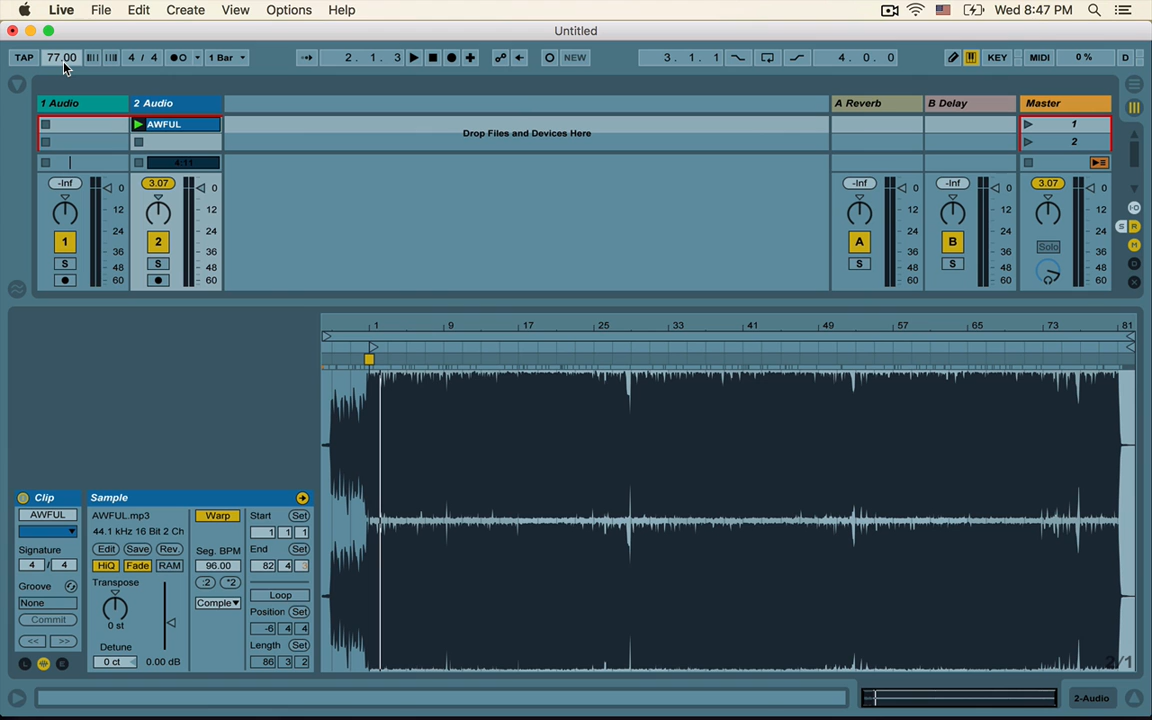 Live File Edit Create View Options Help Wed 8:47 PM
Untitled
TAP 77.00 4 / 4 1 Bar 2. 1. 3 NEW 3. 1. 1 4. 0. 0 KEY MIDI 0 % D
1 Audio 2 Audio A Reverb B Delay Master
AWFUL Drop Files and Devices Here 1
2
4:11
-Inf 0 3.07 0 -Inf 0 -Inf 0 3.07 0
12 12 12 12 12
24 24 24 24 24
1 2 A B Solo
36 36 36 36 36
S S S S 48 48 48 48 48
60 60 60 60 60
I·O
S R
M
1 9 17 25 33 41 49 57 65 73 81
Clip Sample
AWFUL AWFUL.mp3 Warp Start Set
44.1 kHz 16 Bit 2 Ch 1 1 1
Signature Edit Save Rev. Seg. BPM End Set
4 / 4 HiQ Fade RAM 96.00 82 4 3
Groove Transpose :2 *2 Loop
None Comple Position Set
Commit 0 st -6 4 4
<< >> Detune Length Set
L E 0 ct 0.00 dB 86 3 2
2/1
2-Audio